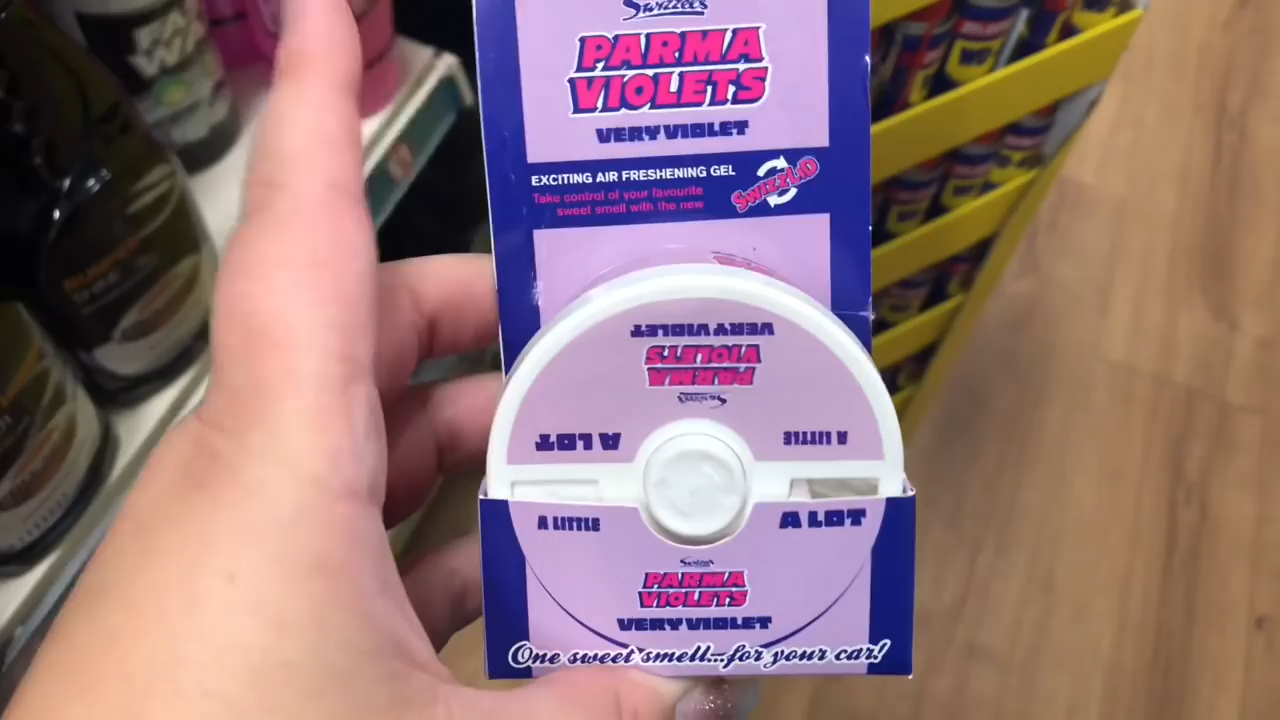 Swizzels
PARMA
VIOLETS
VERY VIOLET
EXCITING AIR FRESHENING GEL
Take control of your favourite
sweet smell with the new
SWIZZLID
VERY VIOLET
PARMA
VIOLETS
Swizzels
A LOT
A LITTLE
A LITTLE
A LOT
Swizzels
PARMA
VIOLETS
VERY VIOLET
One sweet smell...for your car!